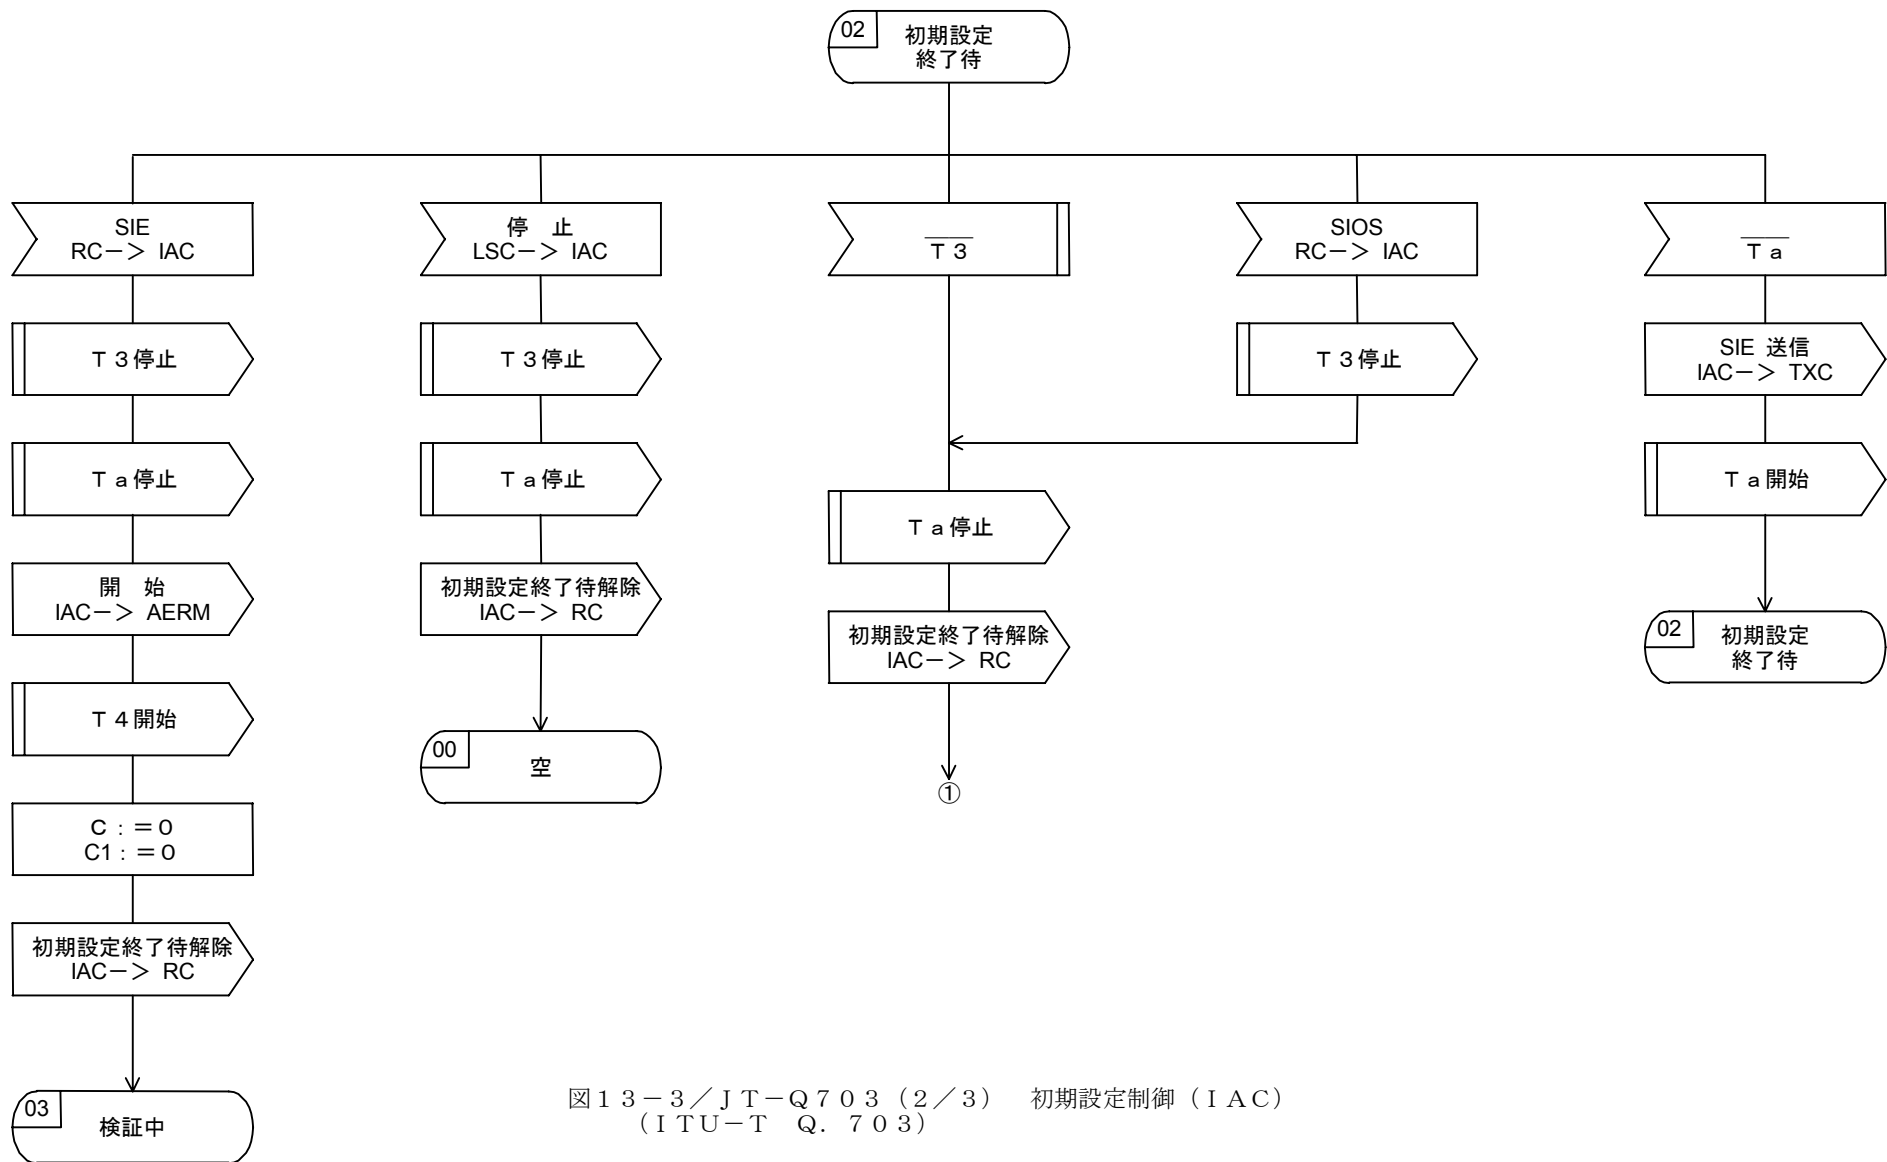 02
初期設定
終了待
SIE
RC－＞ IAC
停　止
LSC－＞ IAC
Ｔ３
SIOS
RC－＞ IAC
Ｔａ
Ｔ３停止
Ｔ３停止
Ｔ３停止
SIE 送信
IAC－＞ TXC
Ｔａ停止
Ｔａ停止
Ｔａ停止
Ｔａ開始
開　始
IAC－＞ AERM
初期設定終了待解除
IAC－＞ RC
初期設定終了待解除
IAC－＞ RC
02
初期設定
終了待
Ｔ４開始
00
空
①
C：＝０
C1：＝０
初期設定終了待解除
IAC－＞ RC
03
検証中
図１３－３／ＪＴ－Ｑ７０３（２／３）　初期設定制御（ＩＡＣ）
（ＩＴＵ－Ｔ　Ｑ．７０３）